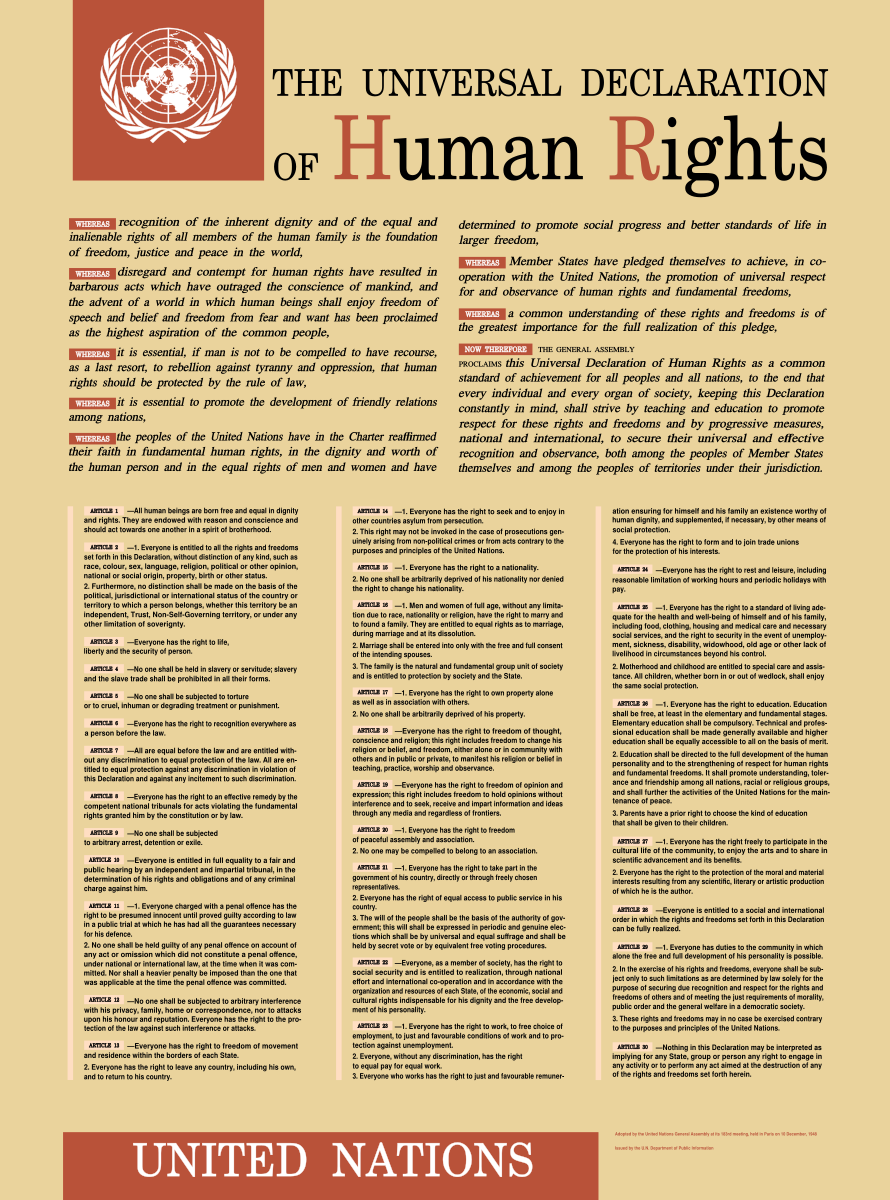 THE UNIVERSAL DECLARATION
OF Human Rights
WHEREAS recognition of the inherent dignity and of the equal and
inalienable rights of all members of the human family is the foundation
of freedom, justice and peace in the world,
WHEREAS disregard and contempt for human rights have resulted in
barbarous acts which have outraged the conscience of mankind, and
the advent of a world in which human beings shall enjoy freedom of
speech and belief and freedom from fear and want has been proclaimed
as the highest aspiration of the common people,
WHEREAS it is essential, if man is not to be compelled to have recourse,
as a last resort, to rebellion against tyranny and oppression, that human
rights should be protected by the rule of law,
WHEREAS it is essential to promote the development of friendly relations
among nations,
WHEREAS the peoples of the United Nations have in the Charter reaffirmed
their faith in fundamental human rights, in the dignity and worth of
the human person and in the equal rights of men and women and have
determined to promote social progress and better standards of life in
larger freedom,
WHEREAS Member States have pledged themselves to achieve, in co-
operation with the United Nations, the promotion of universal respect
for and observance of human rights and fundamental freedoms,
WHEREAS a common understanding of these rights and freedoms is of
the greatest importance for the full realization of this pledge,
NOW THEREFORE THE GENERAL ASSEMBLY
PROCLAIMS this Universal Declaration of Human Rights as a common
standard of achievement for all peoples and all nations, to the end that
every individual and every organ of society, keeping this Declaration
constantly in mind, shall strive by teaching and education to promote
respect for these rights and freedoms and by progressive measures,
national and international, to secure their universal and effective
recognition and observance, both among the peoples of Member States
themselves and among the peoples of territories under their jurisdiction.
ARTICLE 1 —All human beings are born free and equal in dignity
and rights. They are endowed with reason and conscience and
should act towards one another in a spirit of brotherhood.
ARTICLE 2 —1. Everyone is entitled to all the rights and freedoms
set forth in this Declaration, without distinction of any kind, such as
race, colour, sex, language, religion, political or other opinion,
national or social origin, property, birth or other status.
2. Furthermore, no distinction shall be made on the basis of the
political, jurisdictional or international status of the country or
territory to which a person belongs, whether this territory be an
independent, Trust, Non-Self-Governing territory, or under any
other limitation of sovereignty.
ARTICLE 3 —Everyone has the right to life,
liberty and the security of person.
ARTICLE 4 —No one shall be held in slavery or servitude; slavery
and the slave trade shall be prohibited in all their forms.
ARTICLE 5 —No one shall be subjected to torture
or to cruel, inhuman or degrading treatment or punishment.
ARTICLE 6 —Everyone has the right to recognition everywhere as
a person before the law.
ARTICLE 7 —All are equal before the law and are entitled with-
out any discrimination to equal protection of the law. All are en-
titled to equal protection against any discrimination in violation of
this Declaration and against any incitement to such discrimination.
ARTICLE 8 —Everyone has the right to an effective remedy by the
competent national tribunals for acts violating the fundamental
rights granted him by the constitution or by law.
ARTICLE 9 —No one shall be subjected
to arbitrary arrest, detention or exile.
ARTICLE 10 —Everyone is entitled in full equality to a fair and
public hearing by an independent and impartial tribunal, in the
determination of his rights and obligations and of any criminal
charge against him.
ARTICLE 11 —1. Everyone charged with a penal offence has the
right to be presumed innocent until proved guilty according to law
in a public trial at which he has had all the guarantees necessary
for his defence.
2. No one shall be held guilty of any penal offence on account of
any act or omission which did not constitute a penal offence,
under national or international law, at the time when it was com-
mitted. Nor shall a heavier penalty be imposed than the one that
was applicable at the time the penal offence was committed.
ARTICLE 12 —No one shall be subjected to arbitrary interference
with his privacy, family, home or correspondence, nor to attacks
upon his honour and reputation. Everyone has the right to the pro-
tection of the law against such interference or attacks.
ARTICLE 13 —1. Everyone has the right to freedom of movement
and residence within the borders of each State.
2. Everyone has the right to leave any country, including his own,
and to return to his country.
ARTICLE 14 —1. Everyone has the right to seek and to enjoy in
other countries asylum from persecution.
2. This right may not be invoked in the case of prosecutions gen-
uinely arising from non-political crimes or from acts contrary to the
purposes and principles of the United Nations.
ARTICLE 15 —1. Everyone has the right to a nationality.
2. No one shall be arbitrarily deprived of his nationality nor denied
the right to change his nationality.
ARTICLE 16 —1. Men and women of full age, without any limita-
tion due to race, nationality or religion, have the right to marry and
to found a family. They are entitled to equal rights as to marriage,
during marriage and at its dissolution.
2. Marriage shall be entered into only with the free and full consent
of the intending spouses.
3. The family is the natural and fundamental group unit of society
and is entitled to protection by society and the State.
ARTICLE 17 —1. Everyone has the right to own property alone
as well as in association with others.
2. No one shall be arbitrarily deprived of his property.
ARTICLE 18 —Everyone has the right to freedom of thought,
conscience and religion; this right includes freedom to change his
religion or belief, and freedom, either alone or in community with
others and in public or private, to manifest his religion or belief in
teaching, practice, worship and observance.
ARTICLE 19 —Everyone has the right to freedom of opinion and
expression; this right includes freedom to hold opinions without
interference and to seek, receive and impart information and ideas
through any media and regardless of frontiers.
ARTICLE 20 —1. Everyone has the right to freedom
of peaceful assembly and association.
2. No one may be compelled to belong to an association.
ARTICLE 21 —1. Everyone has the right to take part in the
government of his country, directly or through freely chosen
representatives.
2. Everyone has the right of equal access to public service in his
country.
3. The will of the people shall be the basis of the authority of gov-
ernment; this will shall be expressed in periodic and genuine elec-
tions which shall be by universal and equal suffrage and shall be
held by secret vote or by equivalent free voting procedures.
ARTICLE 22 —Everyone, as a member of society, has the right to
social security and is entitled to realization, through national
effort and international co-operation and in accordance with the
organization and resources of each State, of the economic, social and
cultural rights indispensable for his dignity and the free develop-
ment of his personality.
ARTICLE 23 —1. Everyone has the right to work, to free choice of
employment, to just and favourable conditions of work and to pro-
tection against unemployment.
2. Everyone, without any discrimination, has the right
to equal pay for equal work.
3. Everyone who works has the right to just and favourable remuner-
ation ensuring for himself and his family an existence worthy of
human dignity, and supplemented, if necessary, by other means of
social protection.
4. Everyone has the right to form and to join trade unions
for the protection of his interests.
ARTICLE 24 —Everyone has the right to rest and leisure, including
reasonable limitation of working hours and periodic holidays with
pay.
ARTICLE 25 —1. Everyone has the right to a standard of living ade-
quate for the health and well-being of himself and of his family,
including food, clothing, housing and medical care and necessary
social services, and the right to security in the event of unemploy-
ment, sickness, disability, widowhood, old age or other lack of
livelihood in circumstances beyond his control.
2. Motherhood and childhood are entitled to special care and assis-
tance. All children, whether born in or out of wedlock, shall enjoy
the same social protection.
ARTICLE 26 —1. Everyone has the right to education. Education
shall be free, at least in the elementary and fundamental stages.
Elementary education shall be compulsory. Technical and profes-
sional education shall be made generally available and higher
education shall be equally accessible to all on the basis of merit.
2. Education shall be directed to the full development of the human
personality and to the strengthening of respect for human rights
and fundamental freedoms. It shall promote understanding, toler-
ance and friendship among all nations, racial or religious groups,
and shall further the activities of the United Nations for the main-
tenance of peace.
3. Parents have a prior right to choose the kind of education
that shall be given to their children.
ARTICLE 27 —1. Everyone has the right freely to participate in the
cultural life of the community, to enjoy the arts and to share in
scientific advancement and its benefits.
2. Everyone has the right to the protection of the moral and material
interests resulting from any scientific, literary or artistic production
of which he is the author.
ARTICLE 28 —Everyone is entitled to a social and international
order in which the rights and freedoms set forth in this Declaration
can be fully realized.
ARTICLE 29 —1. Everyone has duties to the community in which
alone the free and full development of his personality is possible.
2. In the exercise of his rights and freedoms, everyone shall be sub-
ject only to such limitations as are determined by law solely for the
purpose of securing due recognition and respect for the rights and
freedoms of others and of meeting the just requirements of morality,
public order and the general welfare in a democratic society.
3. These rights and freedoms may in no case be exercised contrary
to the purposes and principles of the United Nations.
ARTICLE 30 —Nothing in this Declaration may be interpreted as
implying for any State, group or person any right to engage in
any activity or to perform any act aimed at the destruction of any
of the rights and freedoms set forth herein.
UNITED NATIONS
Adopted by the United Nations General Assembly at its 183rd meeting, held in Paris on 10 December, 1948
Issued by the U.N. Department of Public Information